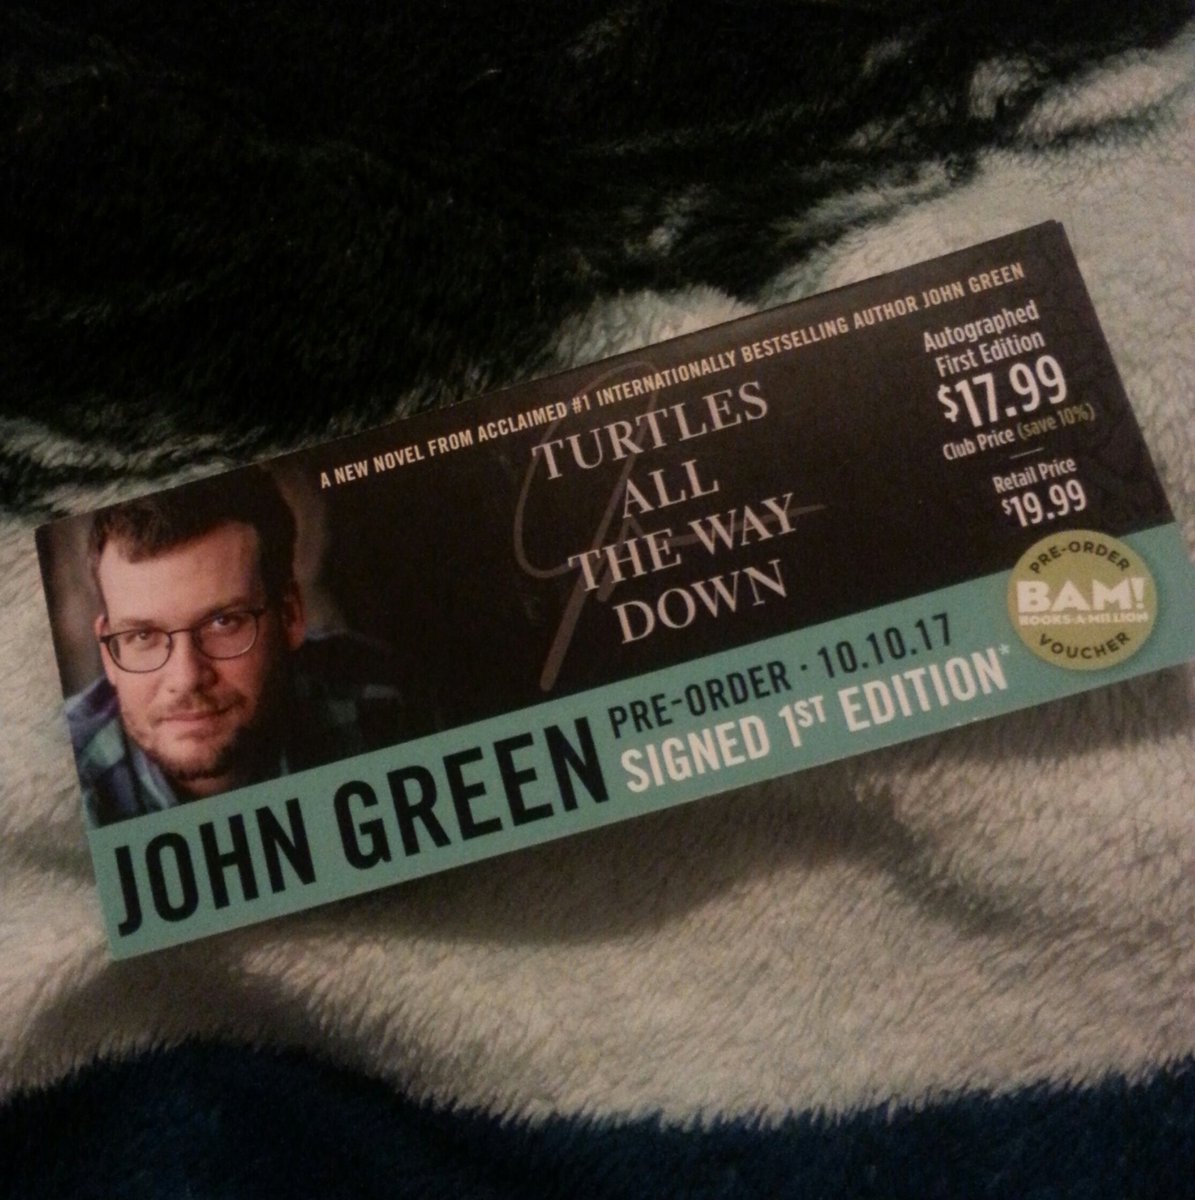 A NEW NOVEL FROM ACCLAIMED #1 INTERNATIONALLY BESTSELLING AUTHOR JOHN GREEN
TURTLES
ALL
THE WAY
DOWN
Autographed
First Edition
$17.99
Club Price (save 10%)
Retail Price
$19.99
PRE-ORDER
BAM!
BOOKS-A-MILLION
VOUCHER
JOHN GREEN
PRE-ORDER · 10.10.17
SIGNED 1ST EDITION*